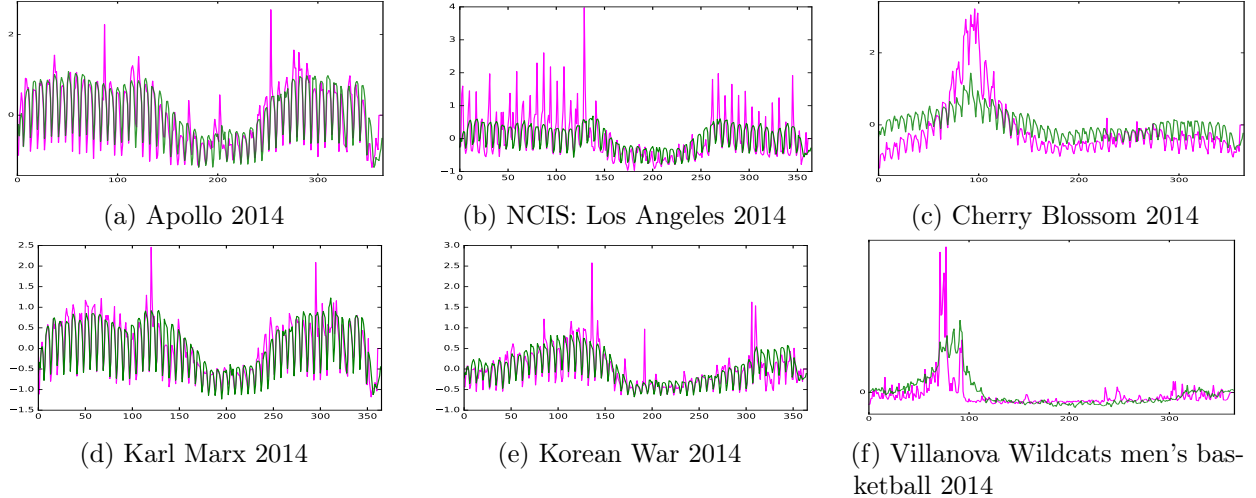 2
0
0 100 200 300
(a) Apollo 2014
4
3
2
1
0
−1
0 50 100 150 200 250 300 350
(b) NCIS: Los Angeles 2014
2
0
0 100 200 300
(c) Cherry Blossom 2014
2.5
2.0
1.5
1.0
0.5
0.0
−0.5
−1.0
−1.5
0 50 100 150 200 250 300 350
(d) Karl Marx 2014
3.0
2.5
2.0
1.5
1.0
0.5
0.0
−0.5
−1.0
0 50 100 150 200 250 300 350
(e) Korean War 2014
0
0 100 200 300
(f) Villanova Wildcats men's bas-
ketball 2014